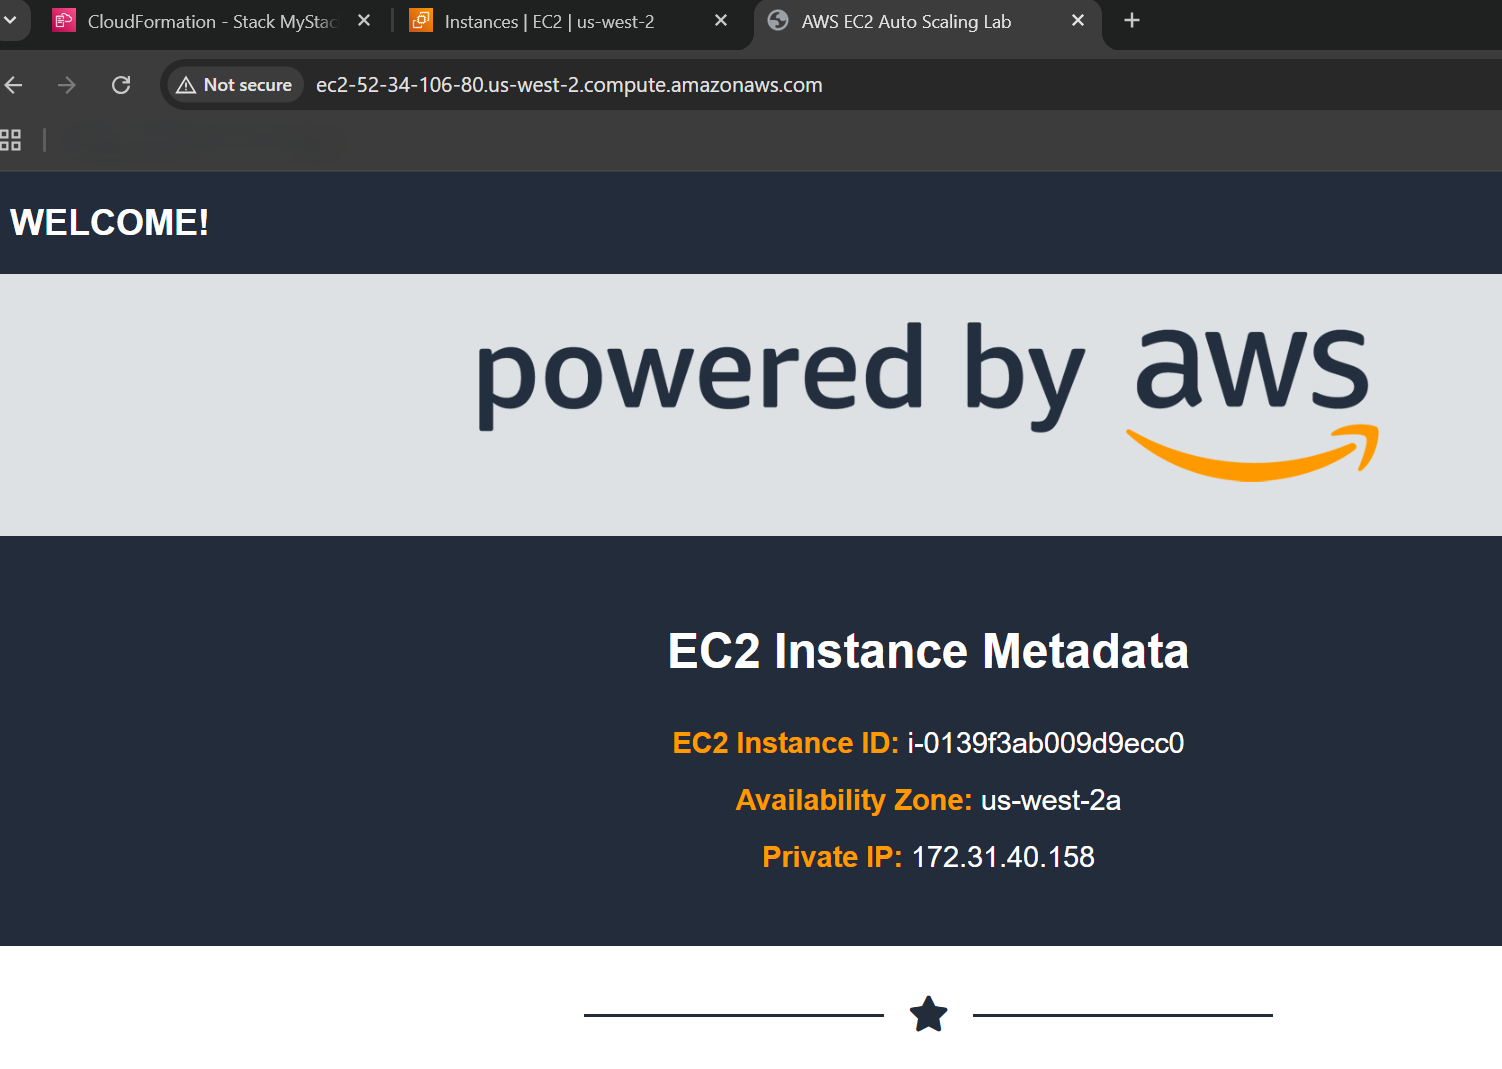 CloudFormation - Stack MyStac
Instances | EC2 | us-west-2
AWS EC2 Auto Scaling Lab
Not secure
ec2-52-34-106-80.us-west-2.compute.amazonaws.com
WELCOME!
powered by aws
EC2 Instance Metadata
EC2 Instance ID: i-0139f3ab009d9ecc0
Availability Zone: us-west-2a
Private IP: 172.31.40.158